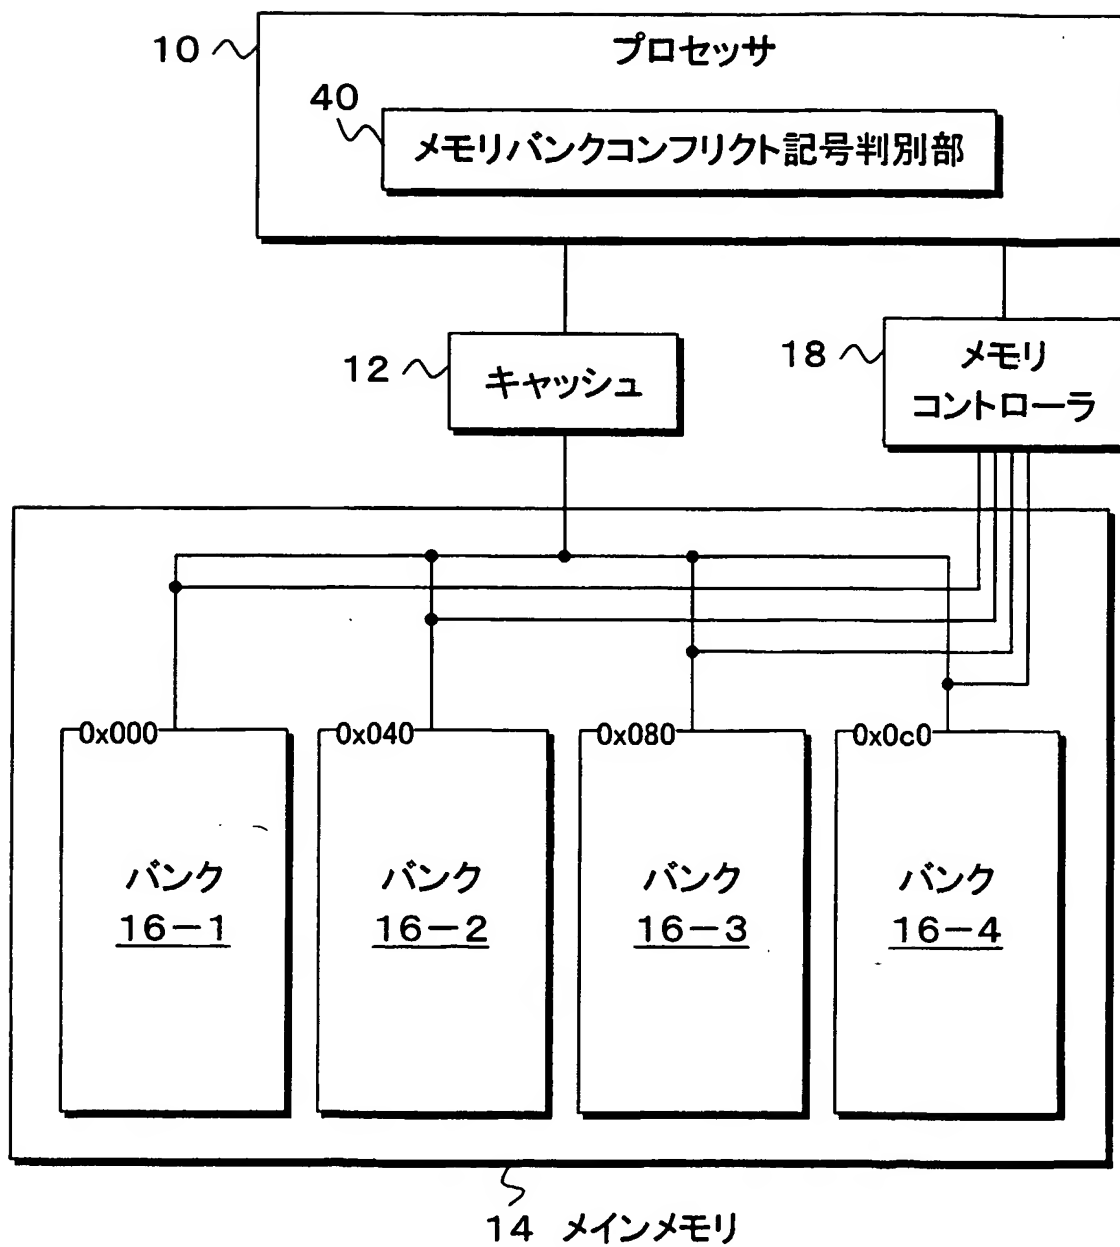 10
プロセッサ
40
メモリバンクコンフリクト記号判別部
12
キャッシュ
18
メモリ
コントローラ
0x000
0x040
0x080
0x0c0
バンク
16-1
バンク
16-2
バンク
16-3
バンク
16-4
14 メインメモリ